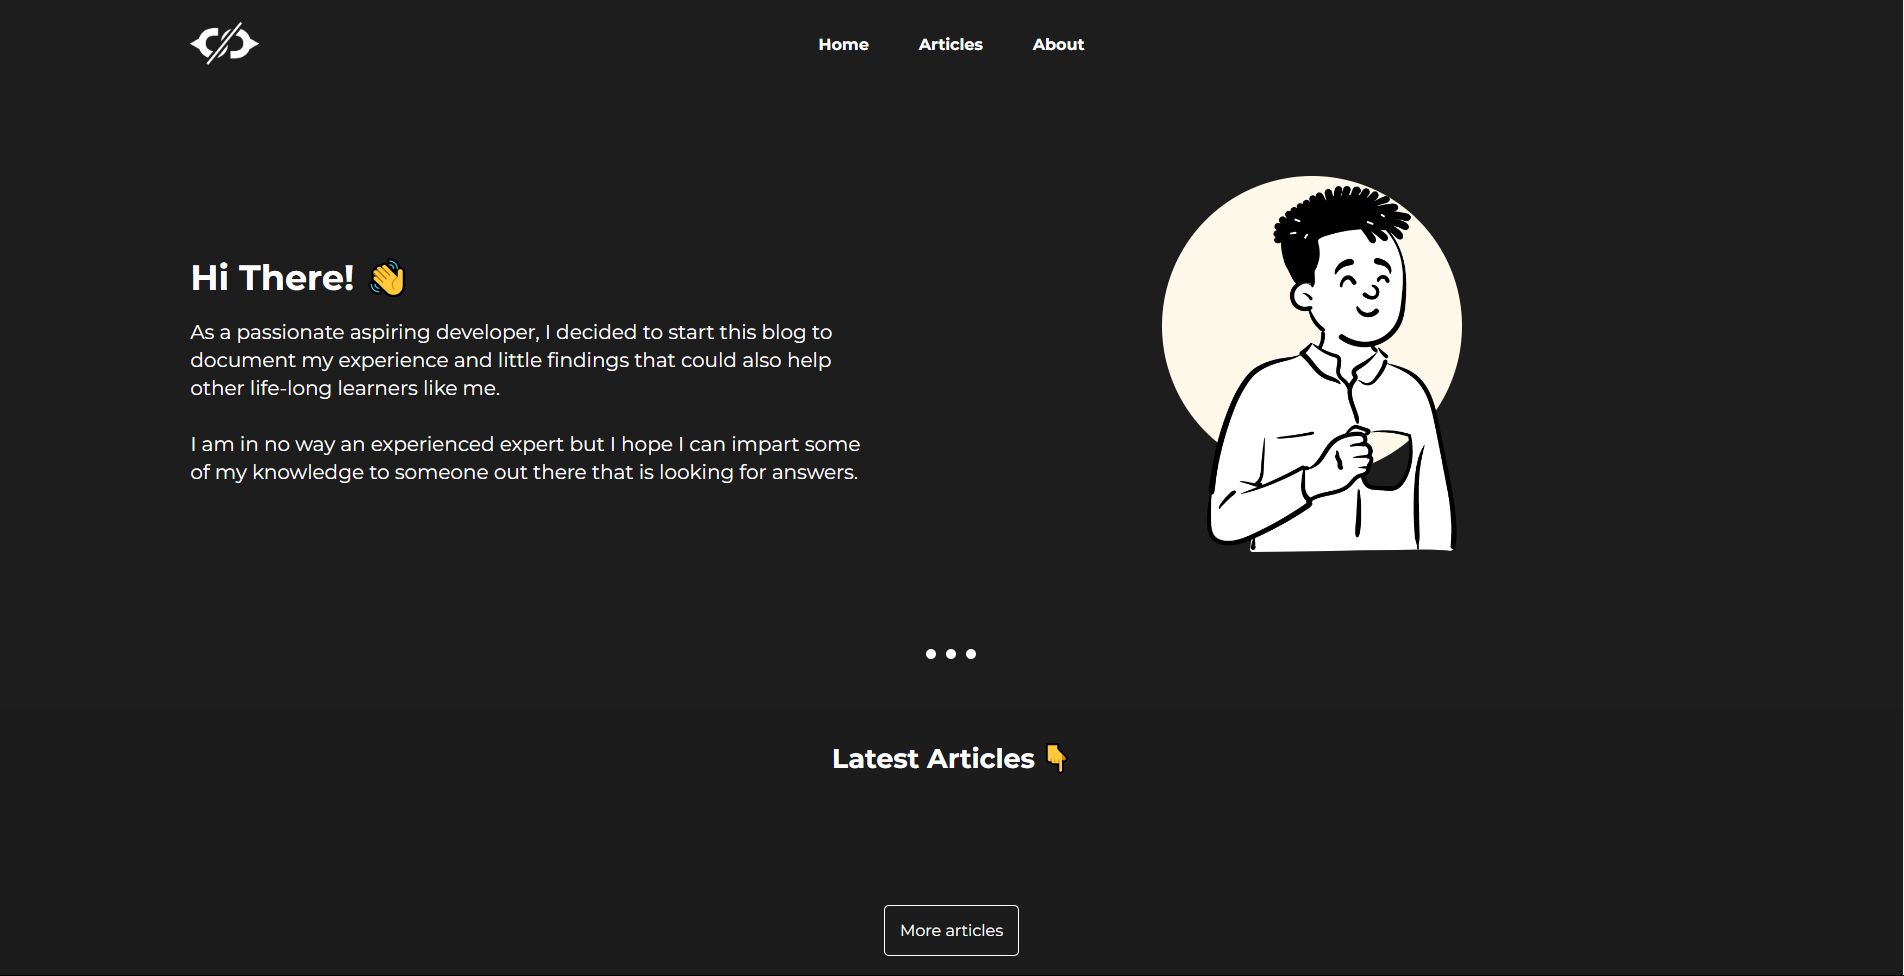 Home
Articles
About
Hi There! 👋
As a passionate aspiring developer, I decided to start this blog to
document my experience and little findings that could also help
other life-long learners like me.
I am in no way an experienced expert but I hope I can impart some
of my knowledge to someone out there that is looking for answers.
Latest Articles 👇
More articles